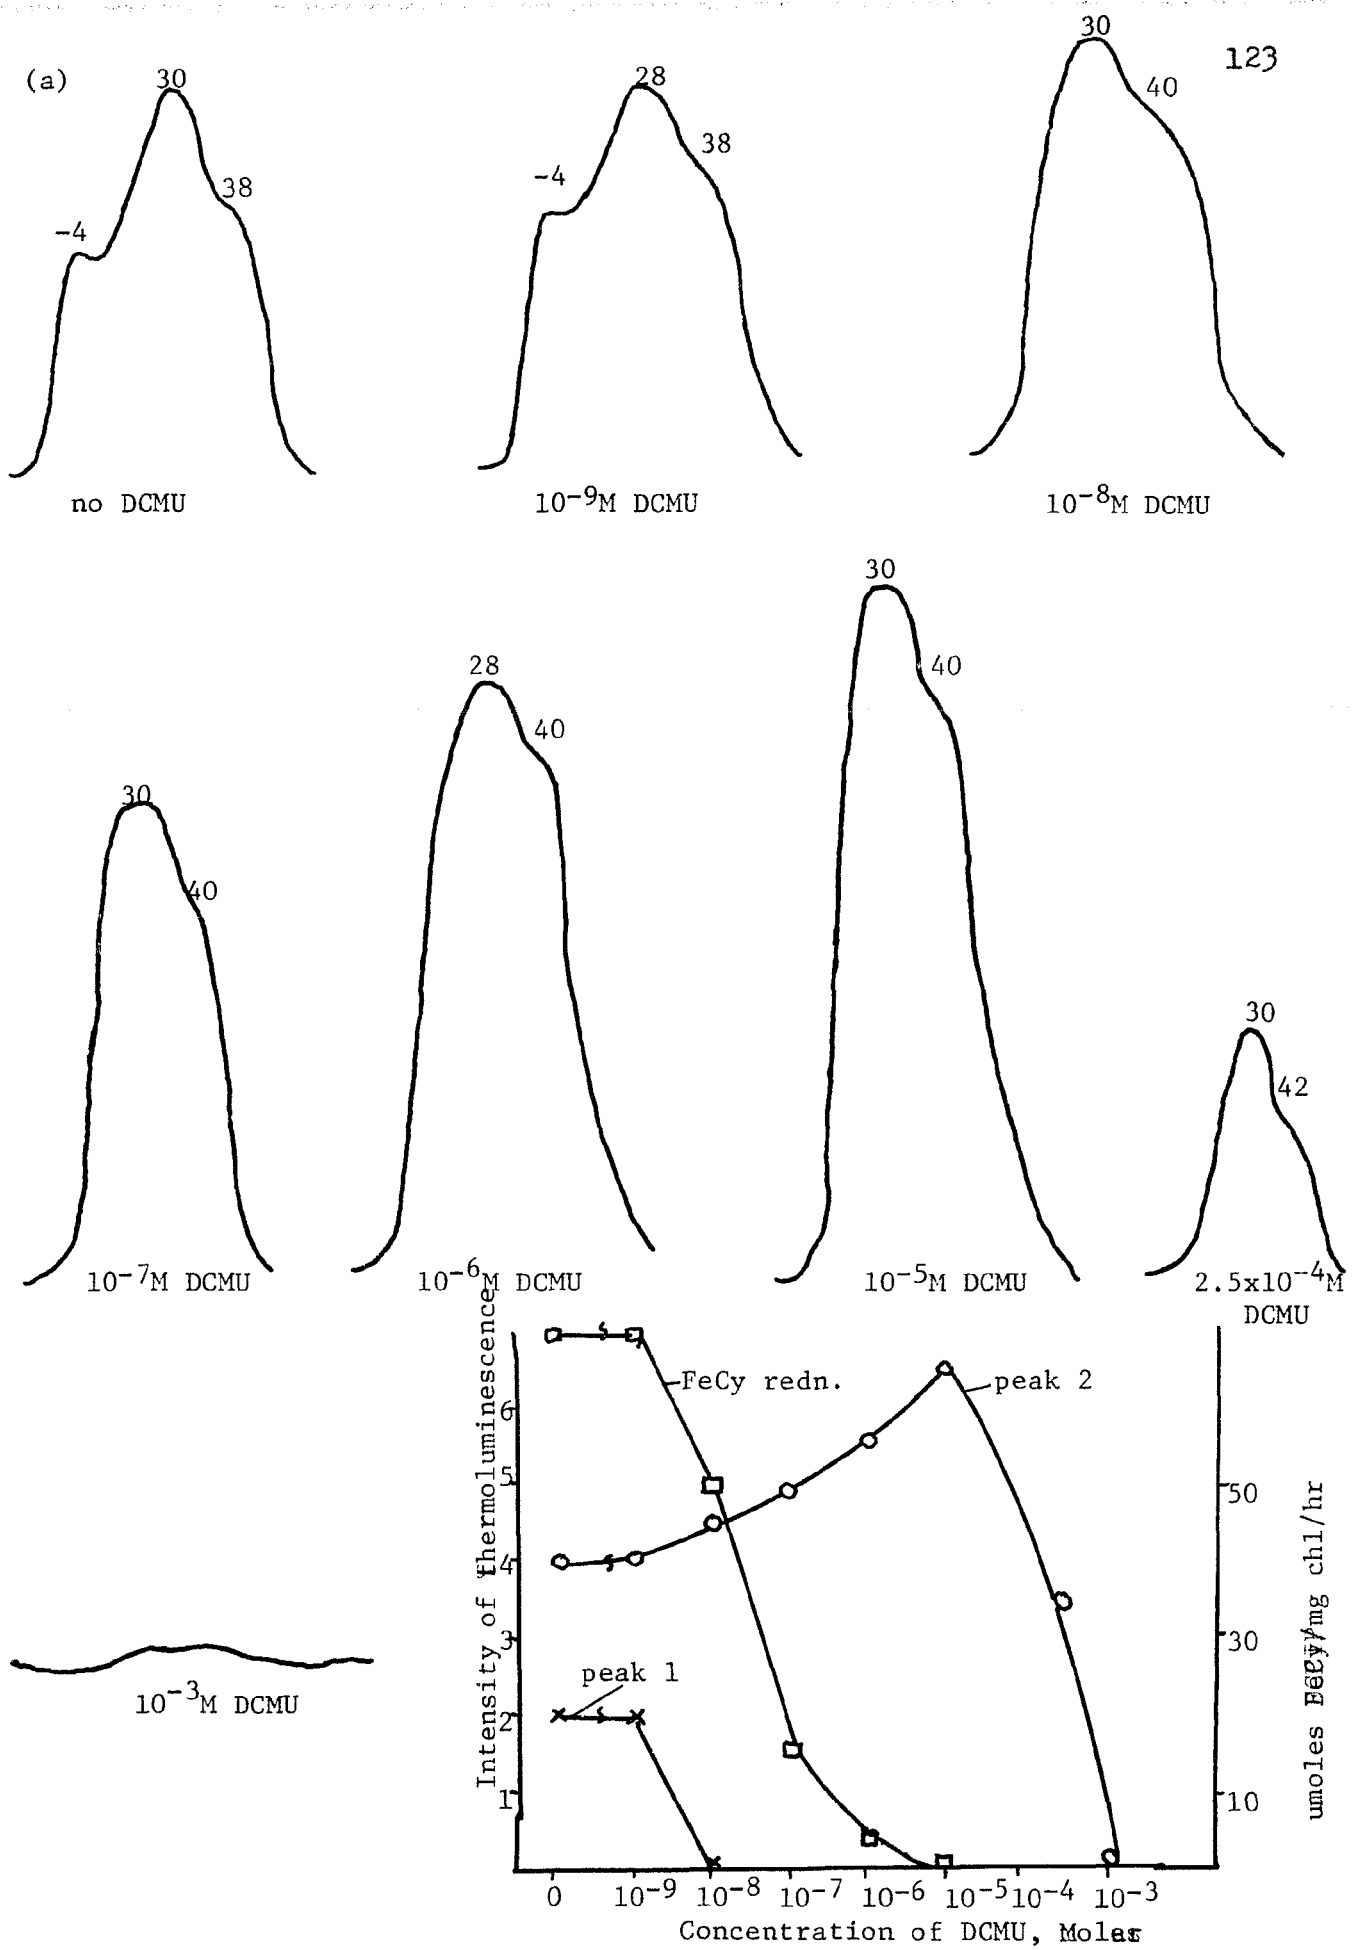 123
(a)
30
-4
38
no DCMU
28
-4
38
10-9M DCMU
30
40
10-8M DCMU
30
40
10-7M DCMU
28
40
10-6M DCMU
30
40
10-5M DCMU
30
42
2.5x10-4M
DCMU
10-3M DCMU
Intensity of thermoluminescence
6
5
4
3
2
1
FeCy redn.
peak 2
peak 1
50
30
10
umoles FeCy/mg chl/hr
0 10-9 10-8 10-7 10-6 10-5 10-4 10-3
Concentration of DCMU, Molar